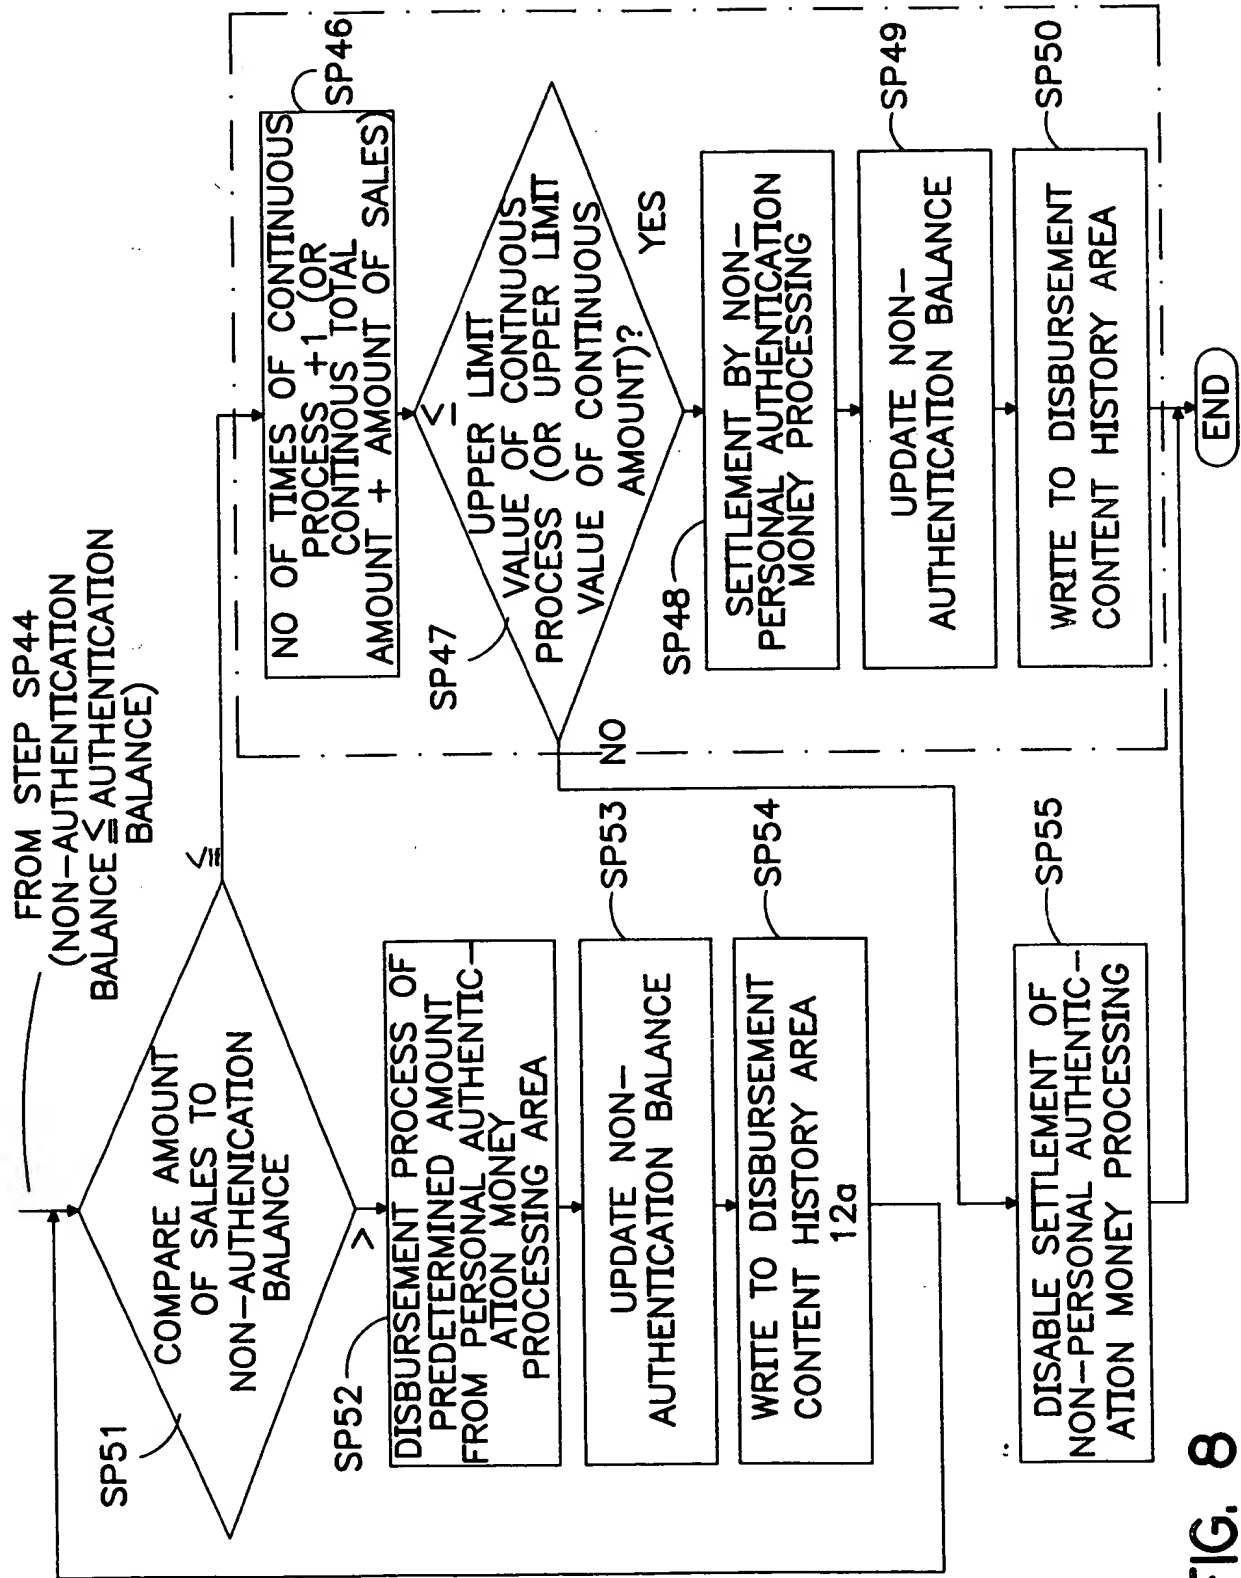 FROM STEP SP44
(NON-AUTHENTICATION
BALANCE ≦ AUTHENTICATION
BALANCE)
SP51
COMPARE AMOUNT
OF SALES TO
NON-AUTHENICATION
BALANCE
≦
>
SP52
DISBURSEMENT PROCESS OF
PREDETERMINED AMOUNT
FROM PERSONAL AUTHENTIC-
ATION MONEY
PROCESSING AREA
SP53
UPDATE NON-
AUTHENTICATION BALANCE
SP54
WRITE TO DISBURSEMENT
CONTENT HISTORY AREA
12a
SP55
DISABLE SETTLEMENT OF
NON-PERSONAL AUTHENTIC-
ATION MONEY PROCESSING
SP46
NO OF TIMES OF CONTINUOUS
PROCESS +1 (OR
CONTINOUS TOTAL
AMOUNT + AMOUNT OF SALES)
SP47
≤
UPPER LIMIT
VALUE OF CONTNUOUS
PROCESS (OR UPPER LIMIT
VALUE OF CONTINUOUS
AMOUNT)?
NO
YES
SP48
SETTLEMENT BY NON-
PERSONAL AUTHENTICATION
MONEY PROCESSING
SP49
UPDATE NON-
AUTHENTICATION BALANCE
SP50
WRITE TO DISBURSEMENT
CONTENT HISTORY AREA
END
FIG. 8